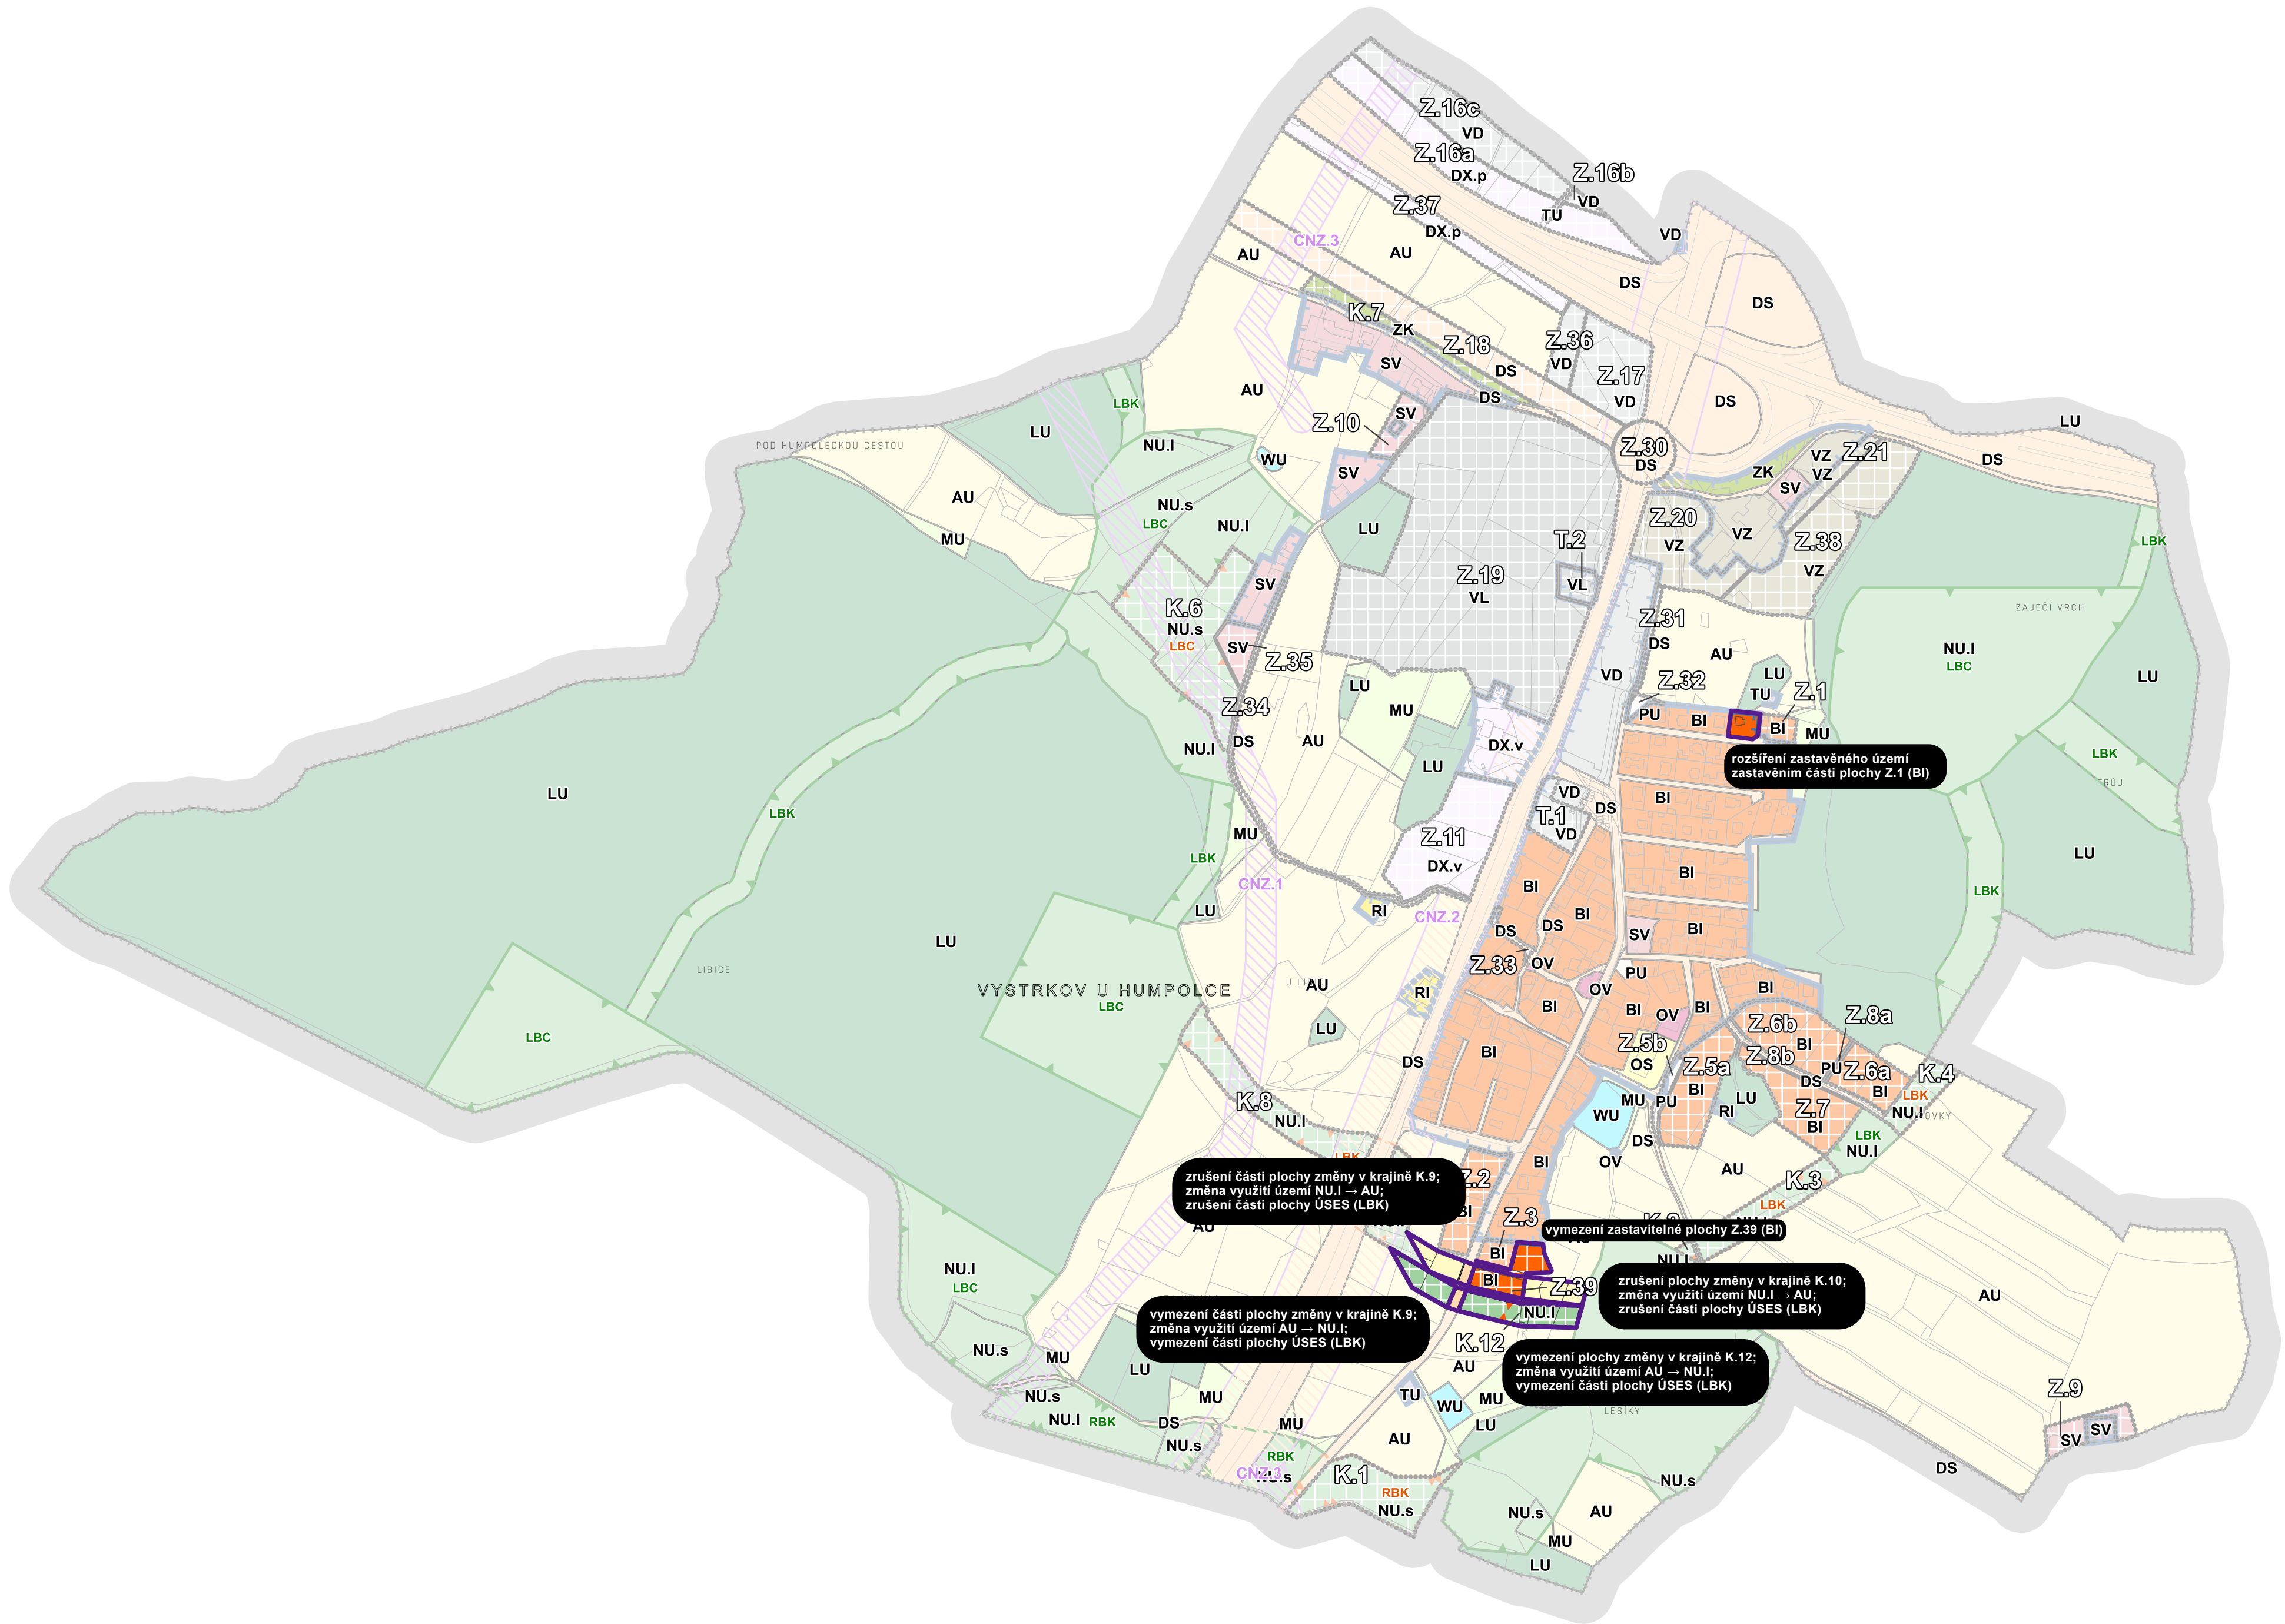 Z.16c
VD
Z.16a
DX.p
Z.16b
VD
TU
Z.37
DX.p
VD
CNZ.3
AU
AU
DS
DS
K.7
ZK
Z.36
VD
Z.18
SV
DS
Z.17
VD
DS
AU
LBK
SV
DS
Z.10
LU
LU
POD HUMPOLECKOU CESTOU
NU.l
WU
SV
Z.30
DS
VZ
Z.21
VZ
ZK
SV
DS
AU
NU.s
LBC
NU.l
LU
Z.20
VZ
VZ
Z.38
VZ
MU
T.2
LBK
SV
Z.19
VL
VL
K.6
NU.s
LBC
SV
Z.35
Z.31
DS
ZAJEČÍ VRCH
AU
NU.l
LBC
VD
LU
LU
Z.32
TU
Z.1
LU
MU
Z.34
DS
AU
PU
BI
BI
MU
NU.l
DX.v
rozšíření zastavěného území
zastavěním části plochy Z.1 (BI)
LBK
TRÚJ
LU
LU
VD
DS
BI
LBK
T.1
VD
MU
Z.11
DX.v
LBK
LU
BI
CNZ.1
BI
LBK
LU
RI
CNZ.2
BI
DS
DS
SV
BI
LU
LIBICE
Z.33
OV
PU
VYSTRKOV U HUMPOLCE
AU
RI
OV
BI
LBC
BI
BI
OV
BI
LU
LBC
Z.6b
BI
Z.8a
Z.5b
OS
BI
DS
Z.5a
BI
Z.8b
PU
DS
Z.6a
BI
K.4
LBK
NU.l
K.8
NU.l
WU
MU
PU
RI
LU
Z.7
BI
LBK
NU.l
DS
LBK
BI
OV
AU
zrušení části plochy změny v krajině K.9;
změna využití území NU.l → AU;
zrušení části plochy ÚSES (LBK)
Z.2
BI
K.3
LBK
AU
Z.3
vymezení zastavitelné plochy Z.39 (BI)
BI
NU.l
LBC
BI
Z.39
zrušení plochy změny v krajině K.10;
změna využití území NU.l → AU;
zrušení části plochy ÚSES (LBK)
AU
vymezení části plochy změny v krajině K.9;
změna využití území AU → NU.l;
vymezení části plochy ÚSES (LBK)
NU.l
K.12
NU.s
MU
LU
AU
vymezení plochy změny v krajině K.12;
změna využití území AU → NU.l;
vymezení části plochy ÚSES (LBK)
NU.s
MU
TU
WU
MU
LESÍKY
Z.9
NU.l
RBK
DS
MU
LU
SV
NU.s
AU
SV
RBK
CNZ.3
NU.s
K.1
RBK
NU.s
NU.s
DS
NU.s
AU
MU
LU